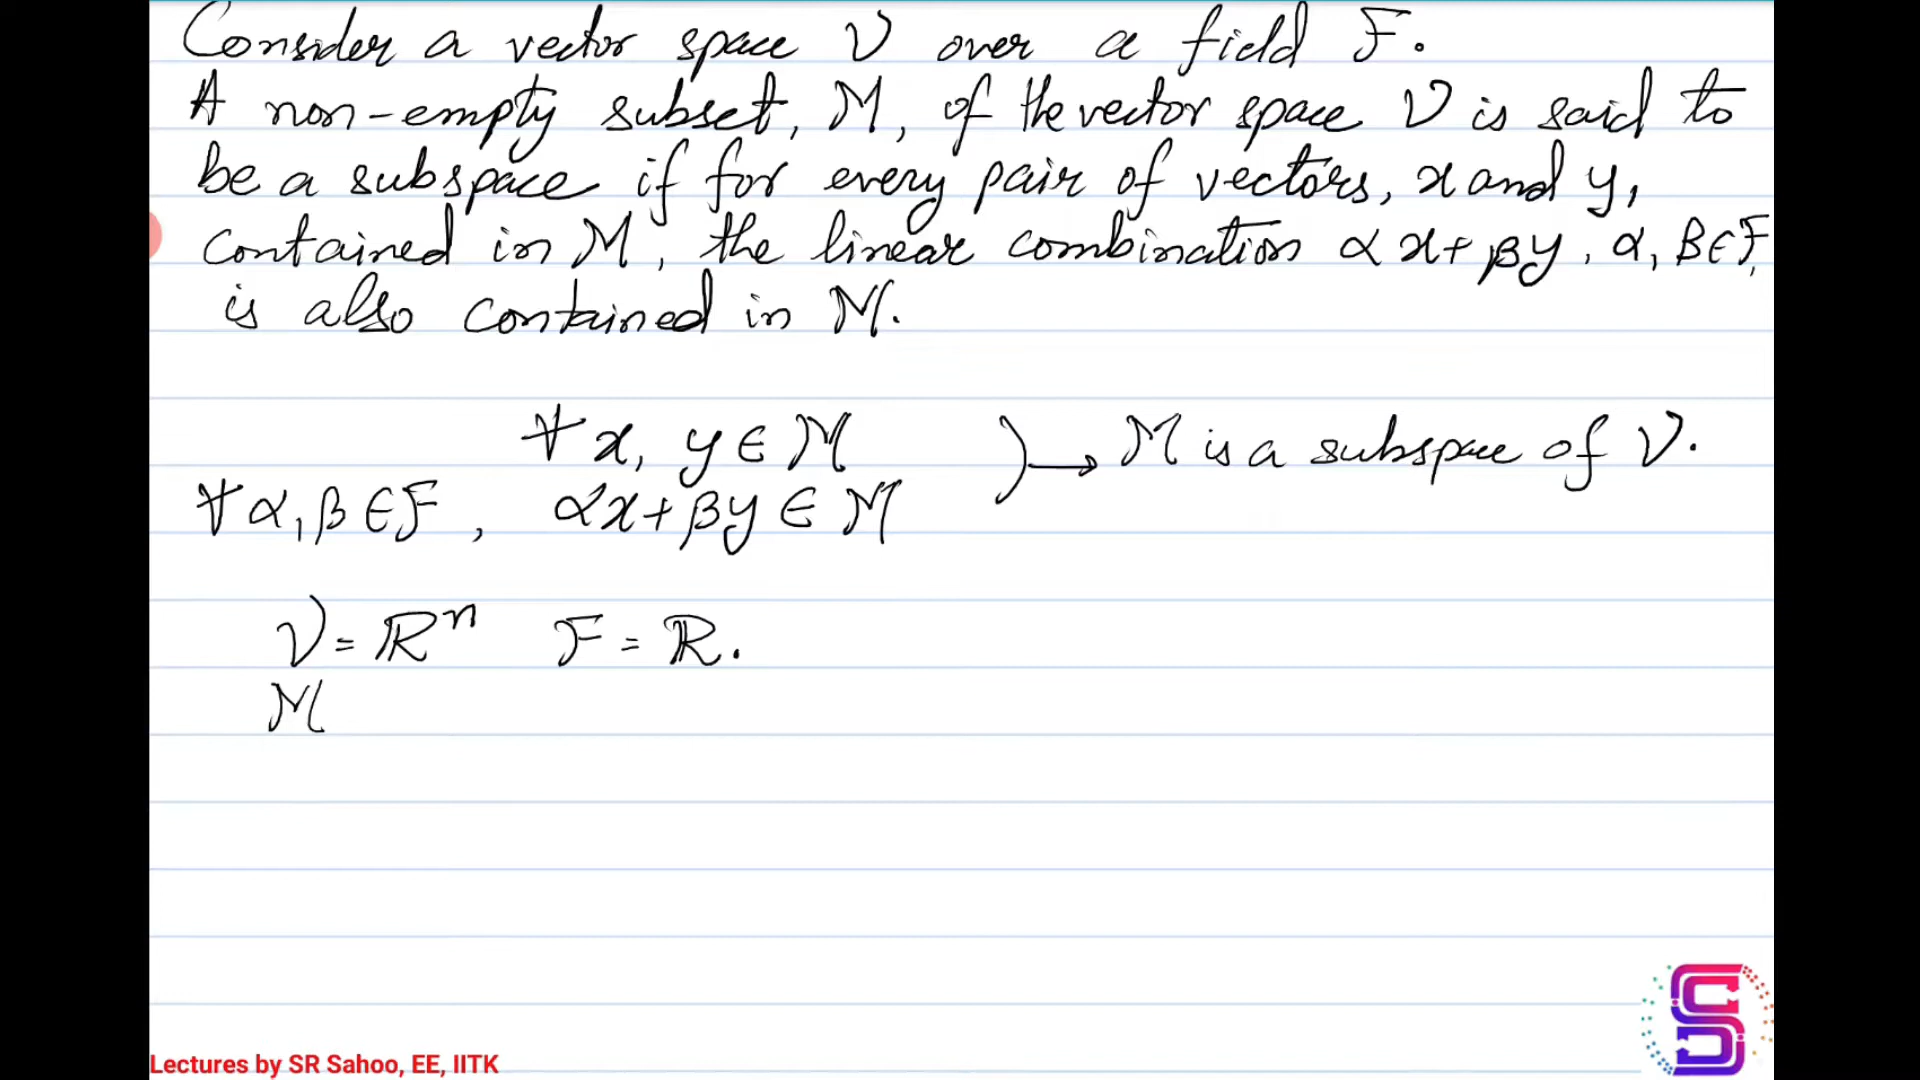 Consider a vector space V over a field F.
A non-empty subset, M, of the vector space V is said to
be a subspace if for every pair of vectors, x and y,
contained in M, the linear combination αx+βy, α, β∈F,
is also contained in M.
∀ x, y ∈ M } → M is a subspace of V.
∀ α, β ∈ F, αx+βy ∈ M
V = ℝⁿ F = ℝ.
M
Lectures by SR Sahoo, EE, IITK